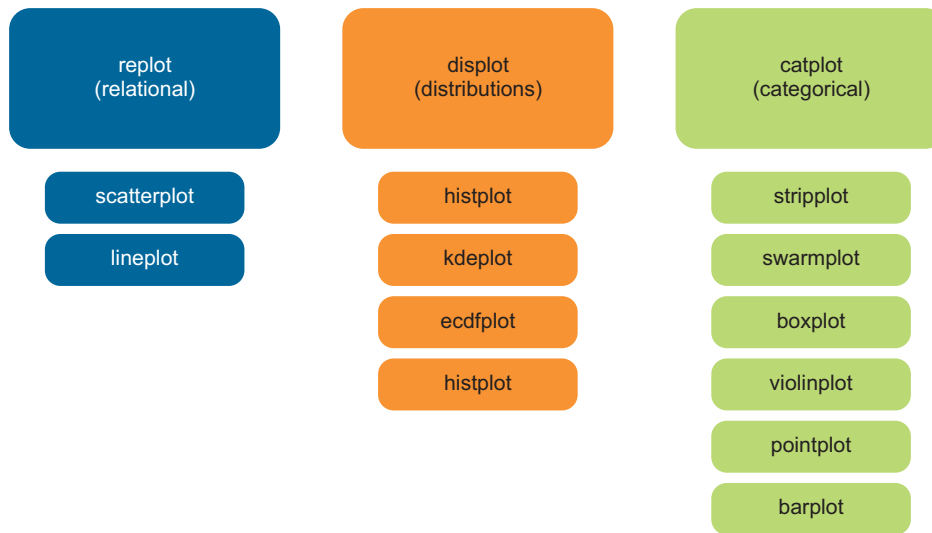 replot
(relational)
scatterplot
lineplot
displot
(distributions)
histplot
kdeplot
ecdfplot
histplot
catplot
(categorical)
stripplot
swarmplot
boxplot
violinplot
pointplot
barplot